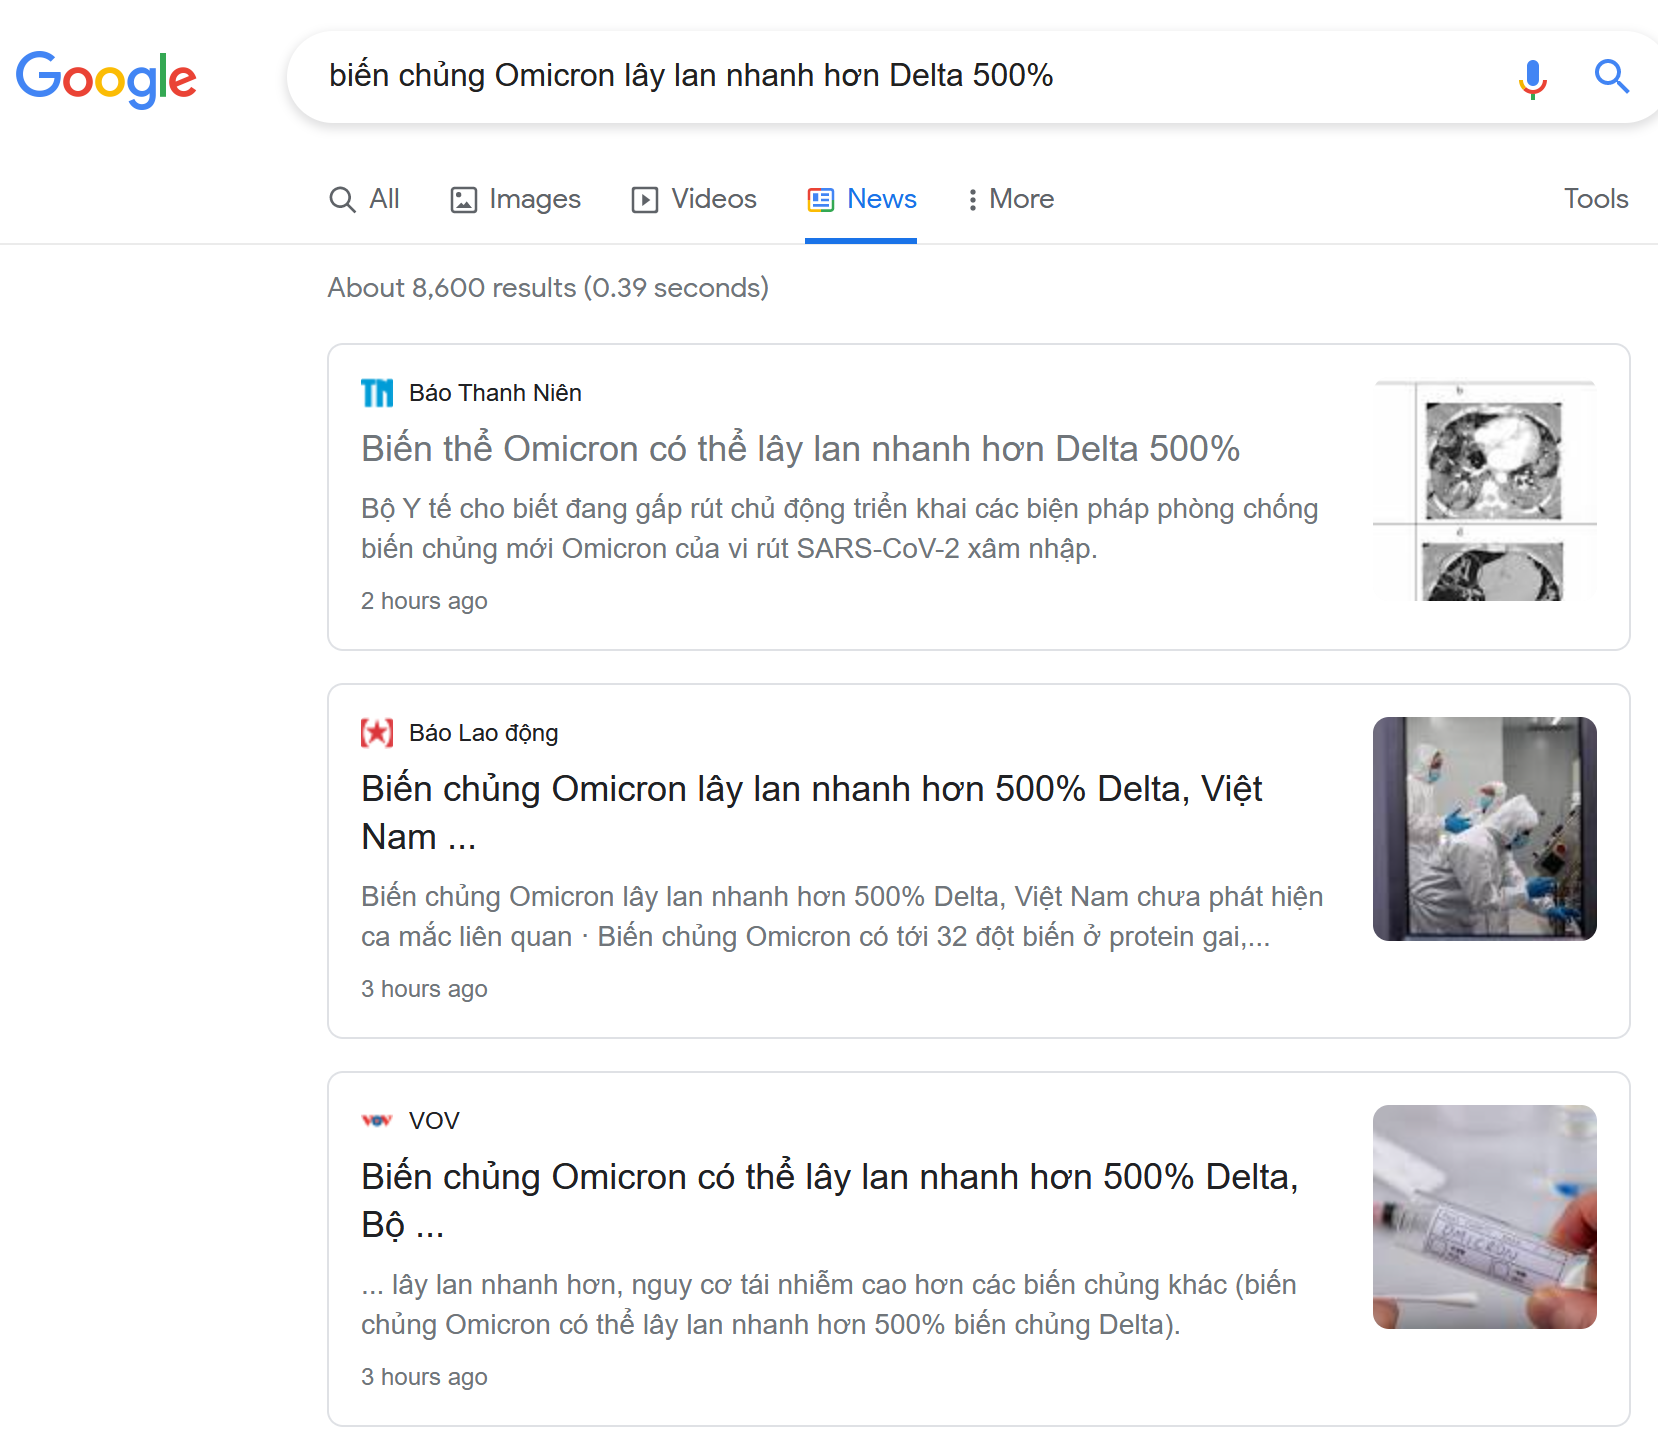 Google
biến chủng Omicron lây lan nhanh hơn Delta 500%
All
Images
Videos
News
More
Tools
About 8,600 results (0.39 seconds)
TN Báo Thanh Niên
Biến thể Omicron có thể lây lan nhanh hơn Delta 500%
Bộ Y tế cho biết đang gấp rút chủ động triển khai các biện pháp phòng chống
biến chủng mới Omicron của vi rút SARS-CoV-2 xâm nhập.
2 hours ago
b
d
Báo Lao động
Biến chủng Omicron lây lan nhanh hơn 500% Delta, Việt
Nam ...
Biến chủng Omicron lây lan nhanh hơn 500% Delta, Việt Nam chưa phát hiện
ca mắc liên quan · Biến chủng Omicron có tới 32 đột biến ở protein gai,...
3 hours ago
VOV VOV
Biến chủng Omicron có thể lây lan nhanh hơn 500% Delta,
Bộ ...
... lây lan nhanh hơn, nguy cơ tái nhiễm cao hơn các biến chủng khác (biến
chủng Omicron có thể lây lan nhanh hơn 500% biến chủng Delta).
3 hours ago
OMICRON